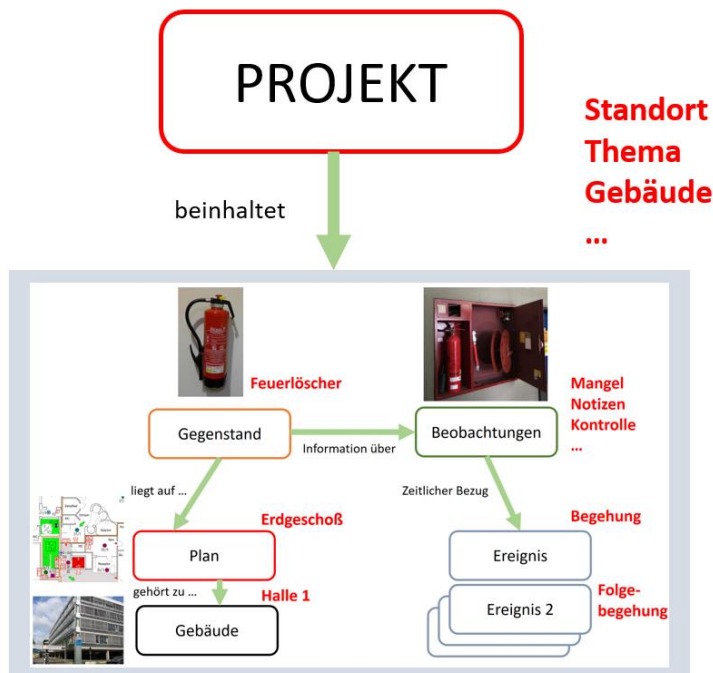 PROJEKT
Standort
Thema
Gebäude
...
beinhaltet
Feuerlöscher
Mangel
Notizen
Kontrolle
...
Gegenstand
Information über
Beobachtungen
liegt auf ...
Zeitlicher Bezug
Erdgeschoß
Begehung
Plan
Ereignis
gehört zu ...
Halle 1
Folge-
begehung
Gebäude
Ereignis 2